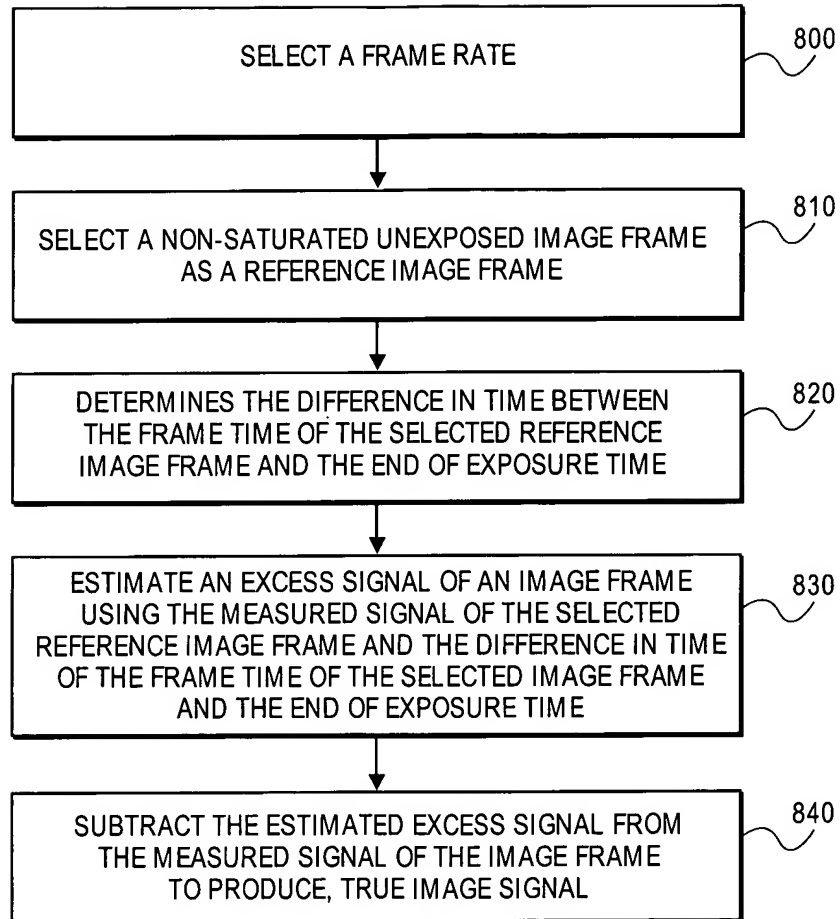 SELECT A FRAME RATE
800
SELECT A NON-SATURATED UNEXPOSED IMAGE FRAME
AS A REFERENCE IMAGE FRAME
810
DETERMINES THE DIFFERENCE IN TIME BETWEEN
THE FRAME TIME OF THE SELECTED REFERENCE
IMAGE FRAME AND THE END OF EXPOSURE TIME
820
ESTIMATE AN EXCESS SIGNAL OF AN IMAGE FRAME
USING THE MEASURED SIGNAL OF THE SELECTED
REFERENCE IMAGE FRAME AND THE DIFFERENCE IN TIME
OF THE FRAME TIME OF THE SELECTED IMAGE FRAME
AND THE END OF EXPOSURE TIME
830
SUBTRACT THE ESTIMATED EXCESS SIGNAL FROM
THE MEASURED SIGNAL OF THE IMAGE FRAME
TO PRODUCE, TRUE IMAGE SIGNAL
840